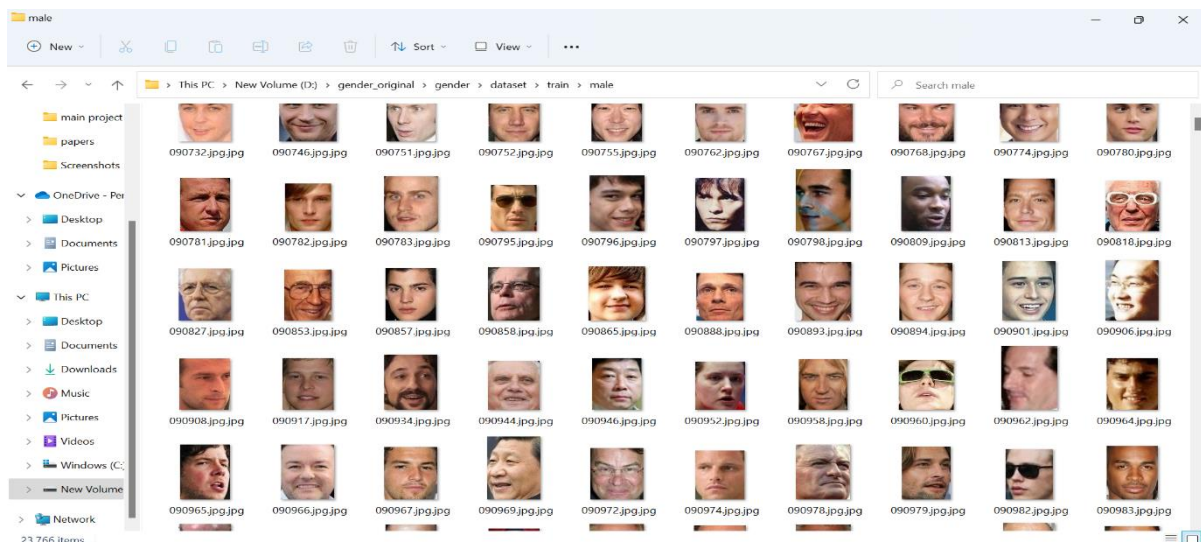 male
New Sort View
This PC > New Volume (D:) > gender_original > gender > dataset > train > male
Search male
main project
papers
Screenshots
OneDrive - Per
Desktop
Documents
Pictures
This PC
Desktop
Documents
Downloads
Music
Pictures
Videos
Windows (C:
New Volume
Network
090732.jpg.jpg 090746.jpg.jpg 090751.jpg.jpg 090752.jpg.jpg 090755.jpg.jpg 090762.jpg.jpg 090767.jpg.jpg 090768.jpg.jpg 090774.jpg.jpg 090780.jpg.jpg
090781.jpg.jpg 090782.jpg.jpg 090783.jpg.jpg 090795.jpg.jpg 090796.jpg.jpg 090797.jpg.jpg 090798.jpg.jpg 090809.jpg.jpg 090813.jpg.jpg 090818.jpg.jpg
090827.jpg.jpg 090853.jpg.jpg 090857.jpg.jpg 090858.jpg.jpg 090865.jpg.jpg 090888.jpg.jpg 090893.jpg.jpg 090894.jpg.jpg 090901.jpg.jpg 090906.jpg.jpg
090908.jpg.jpg 090917.jpg.jpg 090934.jpg.jpg 090944.jpg.jpg 090946.jpg.jpg 090952.jpg.jpg 090958.jpg.jpg 090960.jpg.jpg 090962.jpg.jpg 090964.jpg.jpg
090965.jpg.jpg 090966.jpg.jpg 090967.jpg.jpg 090969.jpg.jpg 090972.jpg.jpg 090974.jpg.jpg 090978.jpg.jpg 090979.jpg.jpg 090982.jpg.jpg 090983.jpg.jpg
23,766 items